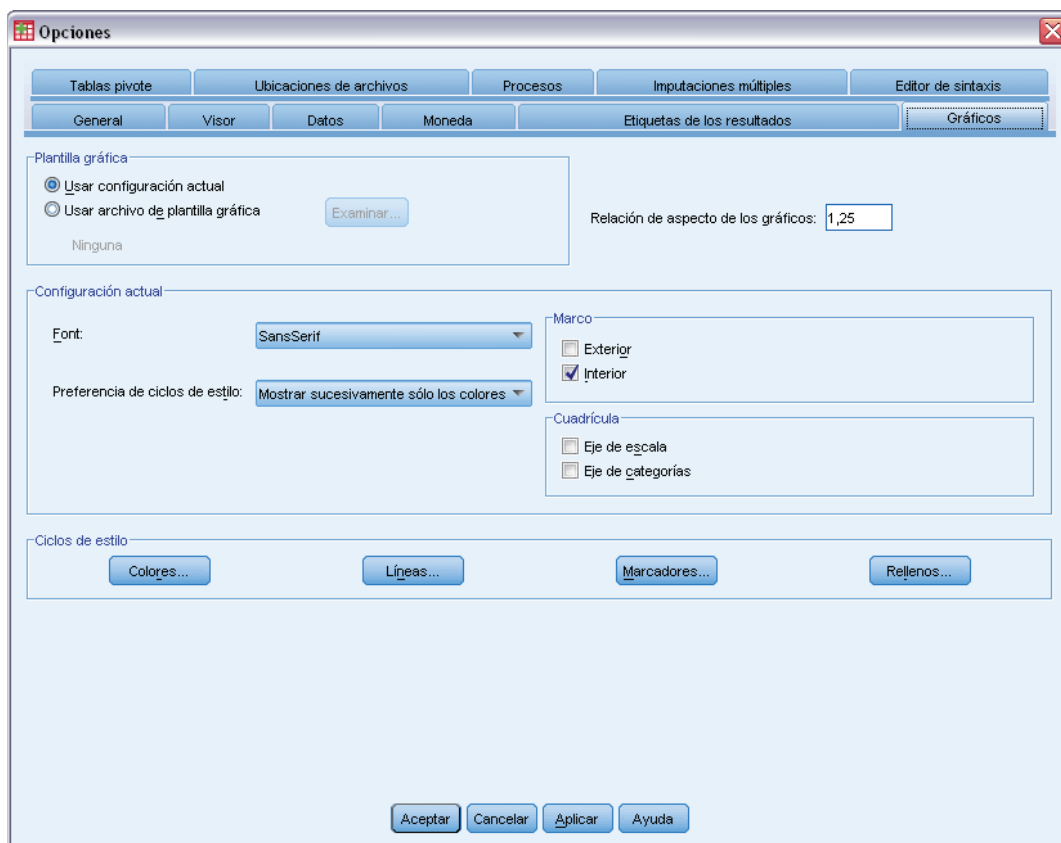 Opciones
Tablas pivote Ubicaciones de archivos Procesos Imputaciones múltiples Editor de sintaxis
General Visor Datos Moneda Etiquetas de los resultados Gráficos
Plantilla gráfica
Usar configuración actual
Usar archivo de plantilla gráfica Examinar...
Ninguna
Relación de aspecto de los gráficos: 1,25
Configuración actual
Font: SansSerif
Preferencia de ciclos de estilo: Mostrar sucesivamente sólo los colores
Marco
Exterior
Interior
Cuadrícula
Eje de escala
Eje de categorías
Ciclos de estilo
Colores... Líneas... Marcadores... Rellenos...
Aceptar Cancelar Aplicar Ayuda